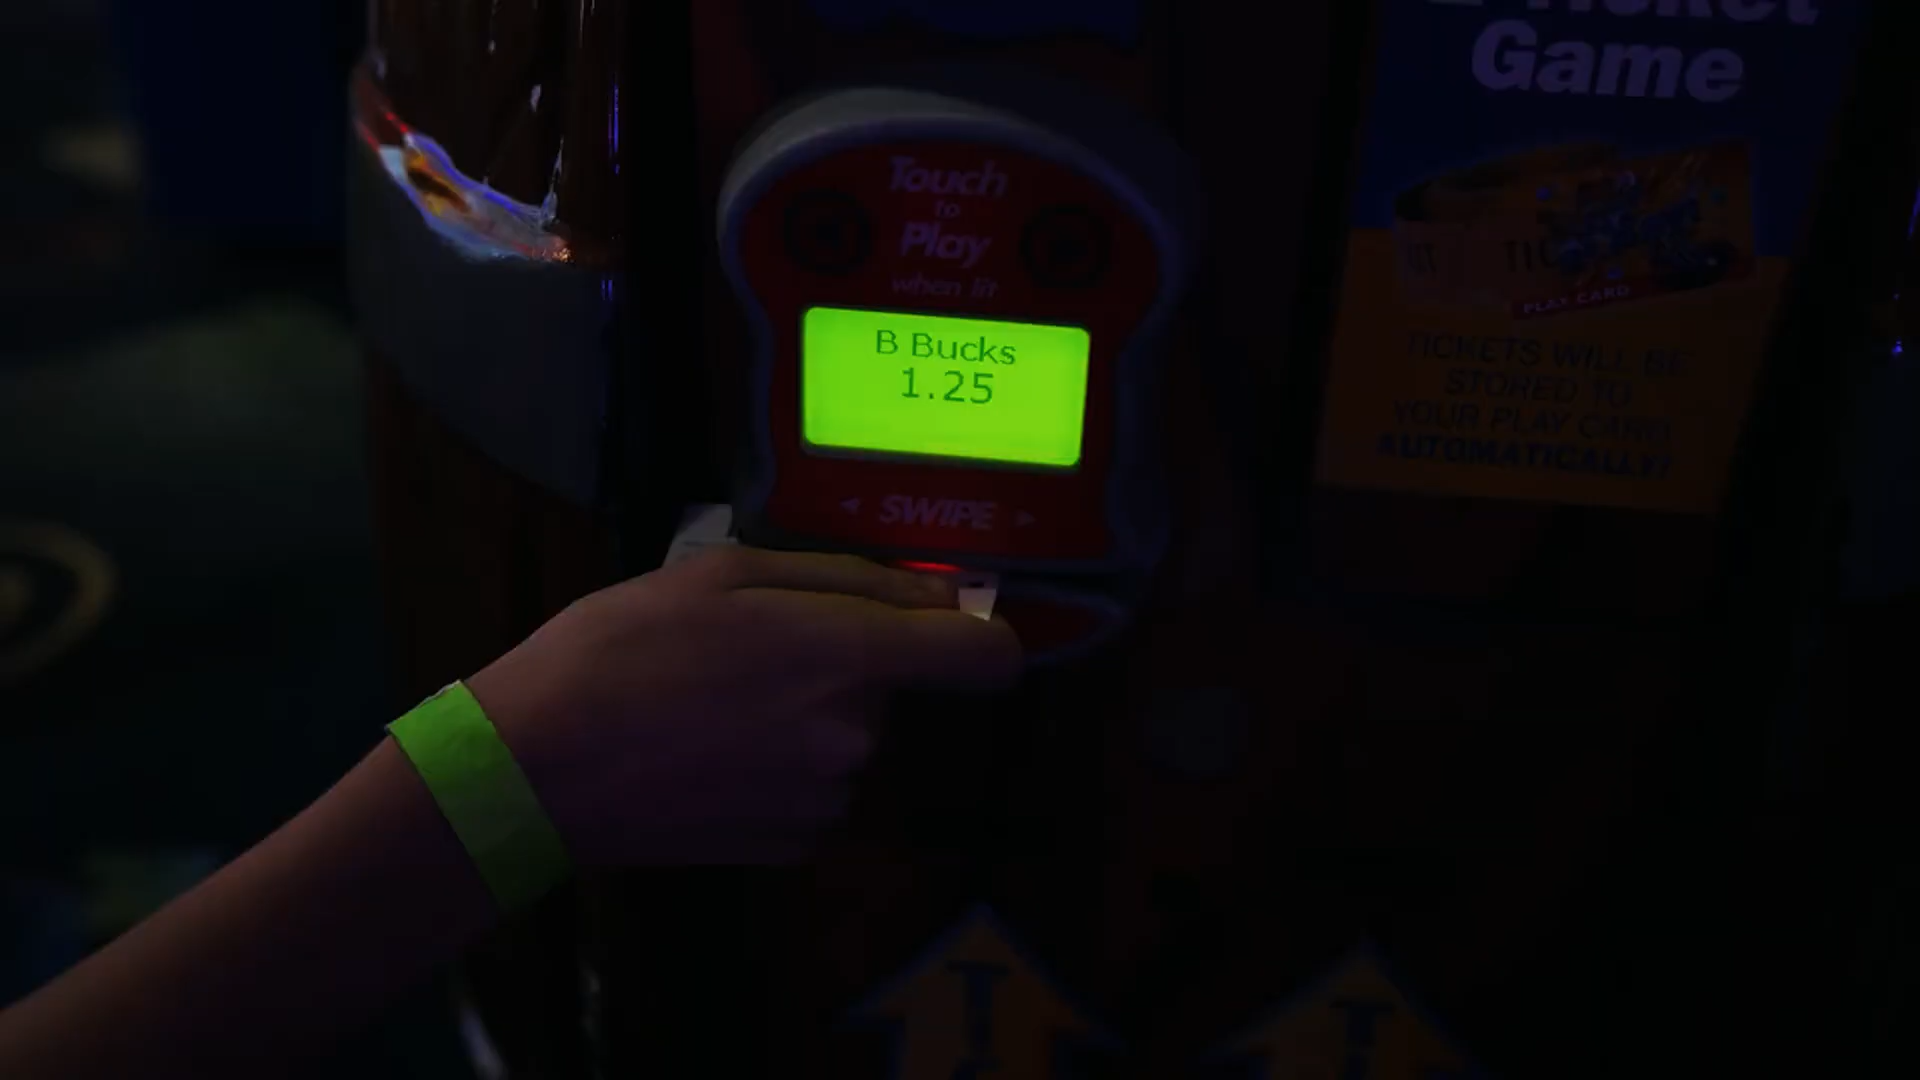 Touch
to
Play
when lit
B Bucks
1.25
SWIPE
E-Ticket
Game
PLAY CARD
TICKETS WILL BE
STORED TO
YOUR PLAY CARD
AUTOMATICALLY!